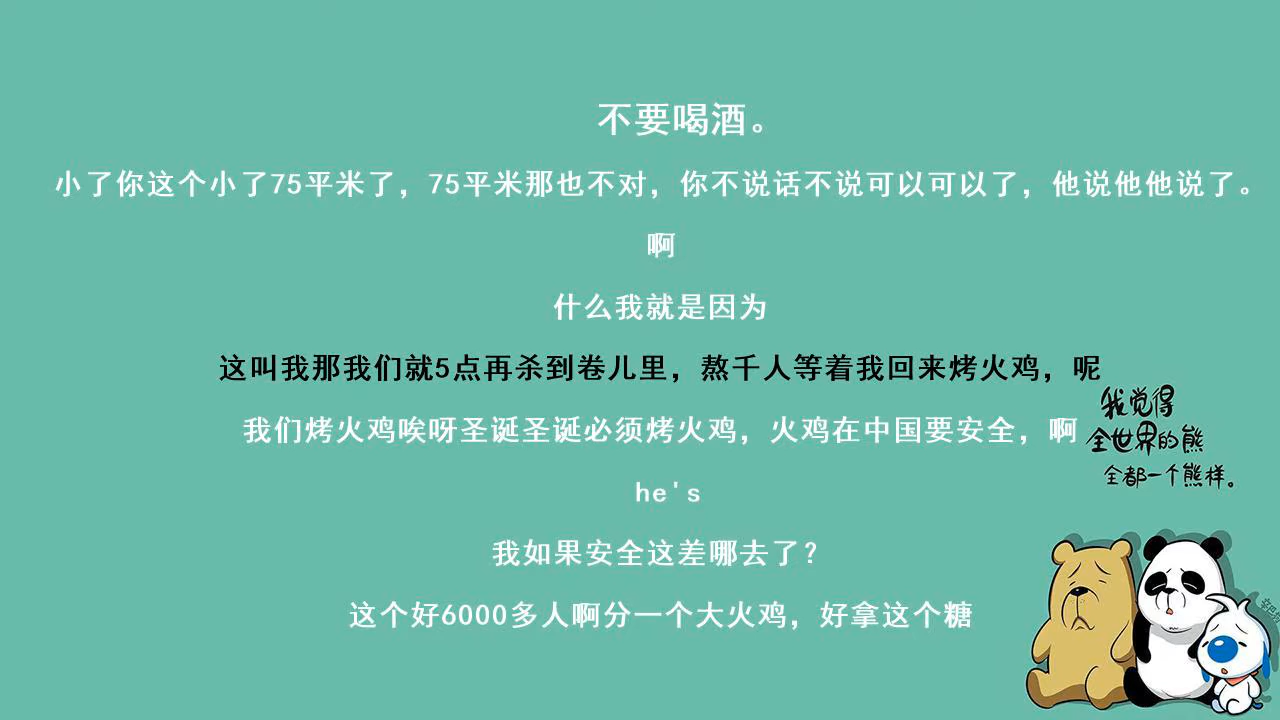 不要喝酒。
小了你这个小了75平米了，75平米那也不对，你不说话不说可以可以了，他说他他说了。
啊
什么我就是因为
这叫我那我们就5点再杀到卷儿里，熬千人等着我回来烤火鸡，呢
我们烤火鸡唉呀圣诞圣诞必须烤火鸡，火鸡在中国要安全，啊
he's
我如果安全这差哪去了？
这个好6000多人啊分一个大火鸡，好拿这个糖
我觉得
全世界的熊
全都一个熊样。